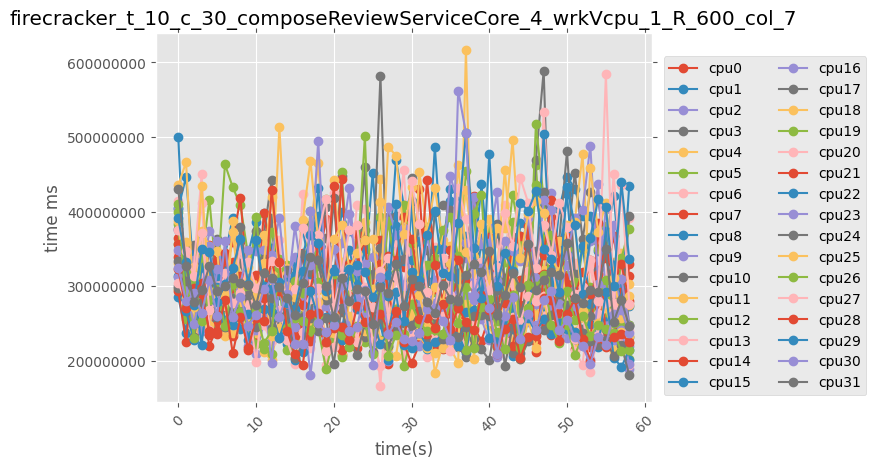 firecracker_t_10_c_30_composeReviewServiceCore_4_wrkVcpu_1_R_600_col_7
time ms
600000000
500000000
400000000
300000000
200000000
0 10 20 30 40 50 60
time(s)
cpu0 cpu16
cpu1 cpu17
cpu2 cpu18
cpu3 cpu19
cpu4 cpu20
cpu5 cpu21
cpu6 cpu22
cpu7 cpu23
cpu8 cpu24
cpu9 cpu25
cpu10 cpu26
cpu11 cpu27
cpu12 cpu28
cpu13 cpu29
cpu14 cpu30
cpu15 cpu31